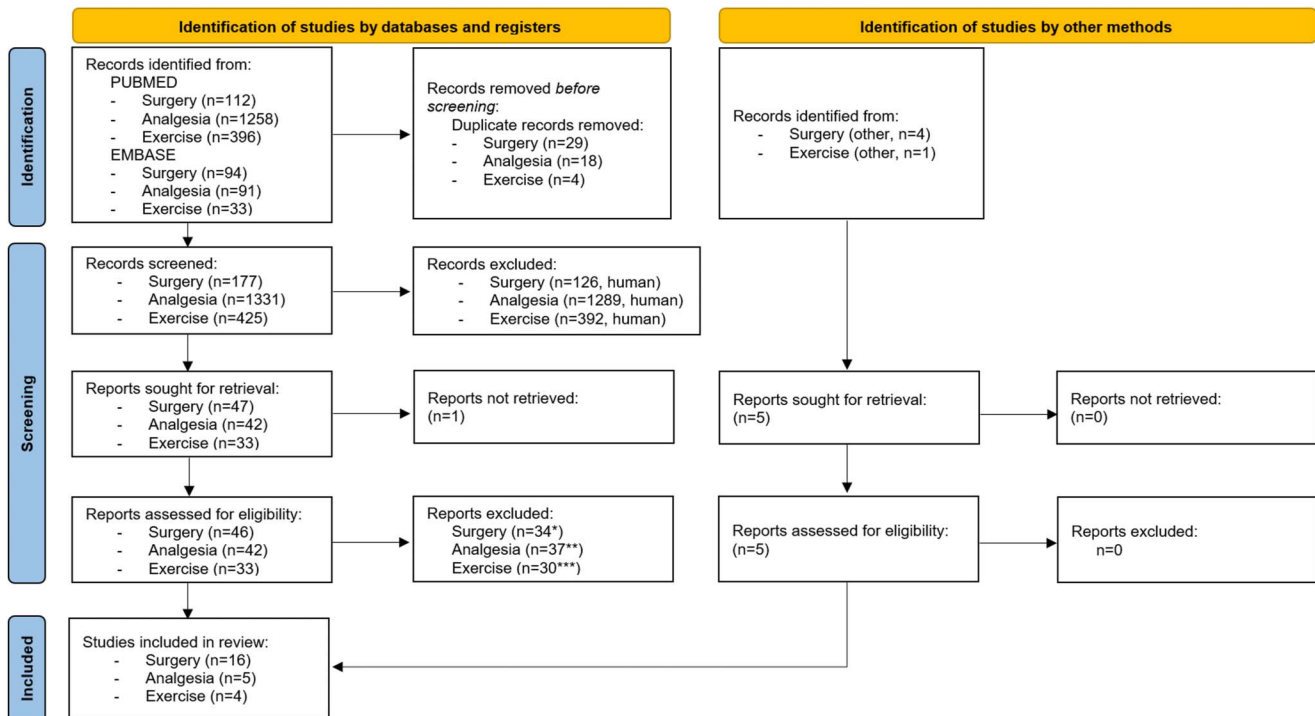 Identification of studies by databases and registers
Identification of studies by other methods
Identification
Records identified from:
PUBMED
- Surgery (n=112)
- Analgesia (n=1258)
- Exercise (n=396)
EMBASE
- Surgery (n=94)
- Analgesia (n=91)
- Exercise (n=33)
Records removed before
screening:
Duplicate records removed:
- Surgery (n=29)
- Analgesia (n=18)
- Exercise (n=4)
Records identified from:
- Surgery (other, n=4)
- Exercise (other, n=1)
Screening
Records screened:
- Surgery (n=177)
- Analgesia (n=1331)
- Exercise (n=425)
Records excluded:
- Surgery (n=126, human)
- Analgesia (n=1289, human)
- Exercise (n=392, human)
Reports sought for retrieval:
- Surgery (n=47)
- Analgesia (n=42)
- Exercise (n=33)
Reports not retrieved:
(n=1)
Reports sought for retrieval:
(n=5)
Reports not retrieved:
(n=0)
Reports assessed for eligibility:
- Surgery (n=46)
- Analgesia (n=42)
- Exercise (n=33)
Reports excluded:
Surgery (n=34*)
Analgesia (n=37**)
Exercise (n=30***)
Reports assessed for eligibility:
(n=5)
Reports excluded:
n=0
Included
Studies included in review:
- Surgery (n=16)
- Analgesia (n=5)
- Exercise (n=4)